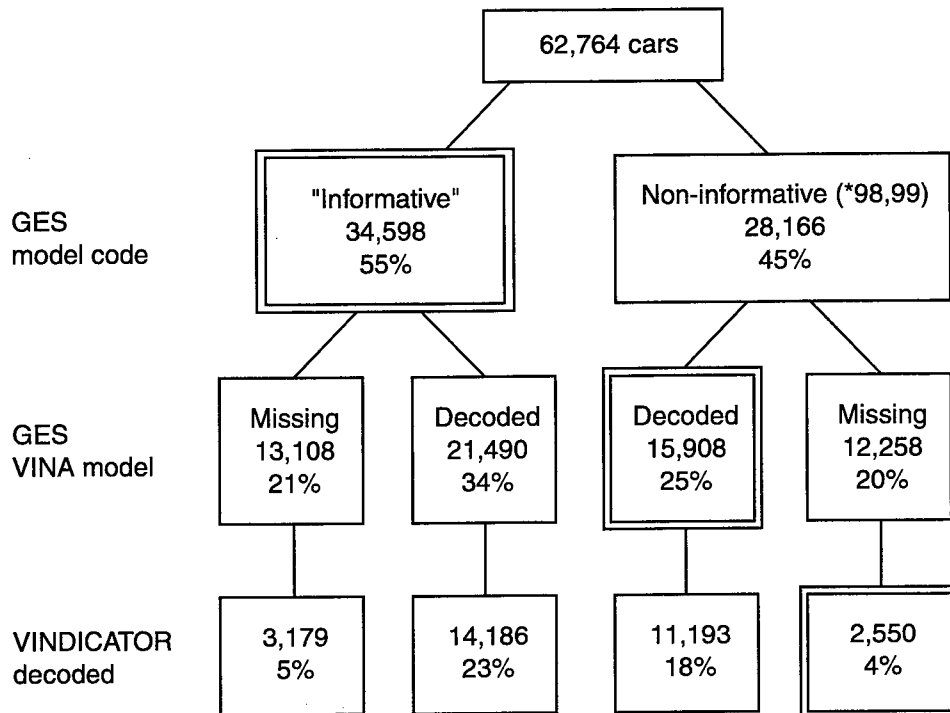 62,764 cars
GES
model code
"Informative"
34,598
55%
Non-informative (*98,99)
28,166
45%
GES
VINA model
Missing
13,108
21%
Decoded
21,490
34%
Decoded
15,908
25%
Missing
12,258
20%
VINDICATOR
decoded
3,179
5%
14,186
23%
11,193
18%
2,550
4%